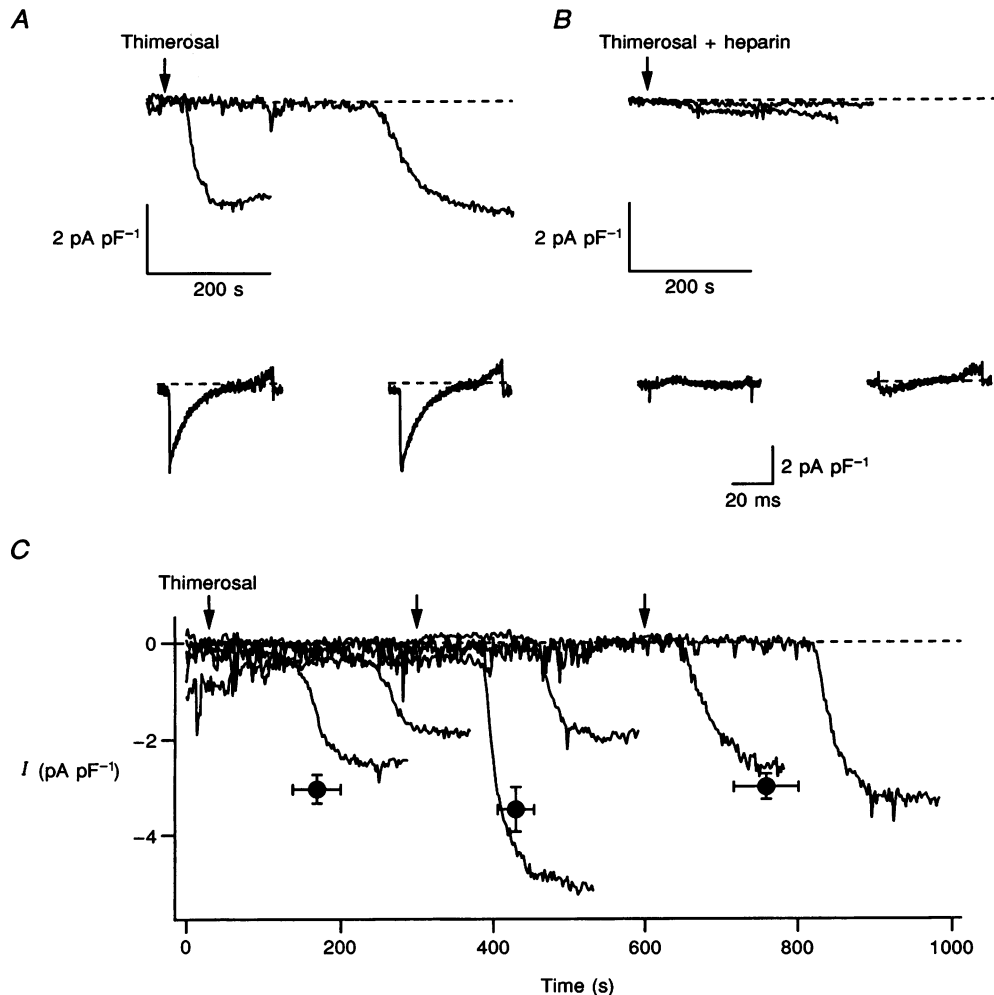 A
B
Thimerosal
Thimerosal + heparin
2 pA pF⁻¹
2 pA pF⁻¹
200 s
200 s
2 pA pF⁻¹
20 ms
C
Thimerosal
0
−2
I (pA pF⁻¹)
−4
0
200
400
600
800
1000
Time (s)